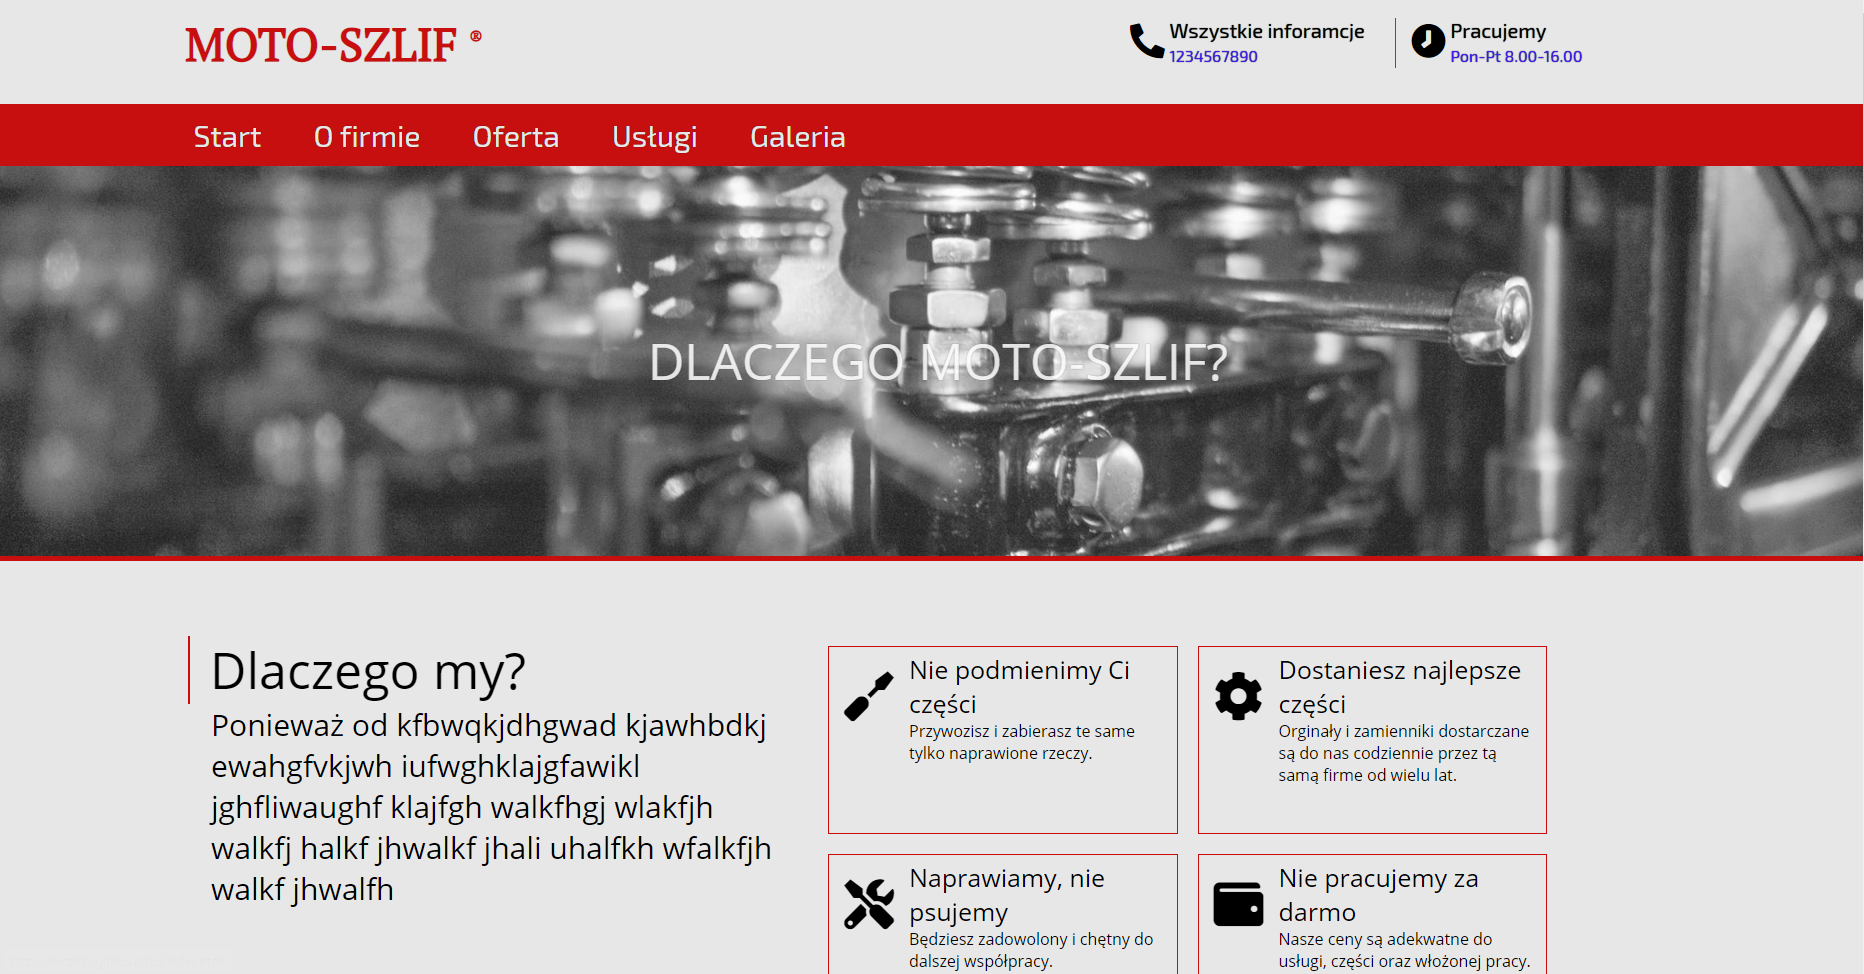 MOTO-SZLIF ®
Wszystkie inforamcje
1234567890
Pracujemy
Pon-Pt 8.00-16.00
Start
O firmie
Oferta
Usługi
Galeria
DLACZEGO MOTO-SZLIF?
Dlaczego my?
Ponieważ od kfbwqkjdhgwad kjawhbdkj
ewahgfvkjwh iufwghklajgfawikl
jghfliwaughf klajfgh walkfhgj wlakfjh
walkfj halkf jhwalkf jhali uhalfkh wfalkfjh
walkf jhwalfh
Nie podmienimy Ci
części
Przywozisz i zabierasz te same
tylko naprawione rzeczy.
Dostaniesz najlepsze
części
Orginały i zamienniki dostarczane
są do nas codziennie przez tą
samą firme od wielu lat.
Naprawiamy, nie
psujemy
Będziesz zadowolony i chętny do
dalszej współpracy.
Nie pracujemy za
darmo
Nasze ceny są adekwatne do
usługi, części oraz włożonej pracy.